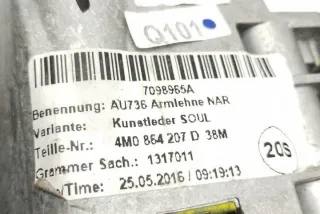 Q101
7098965A
Benennung: AU736 Armlehne NAR
Variante: Kunstleder SOUL
Teille-Nr.: 4M0 864 207 D 38M
Grammer Sach.: 1317011
/Time: 25.05.2016 / 09:19:13
20S